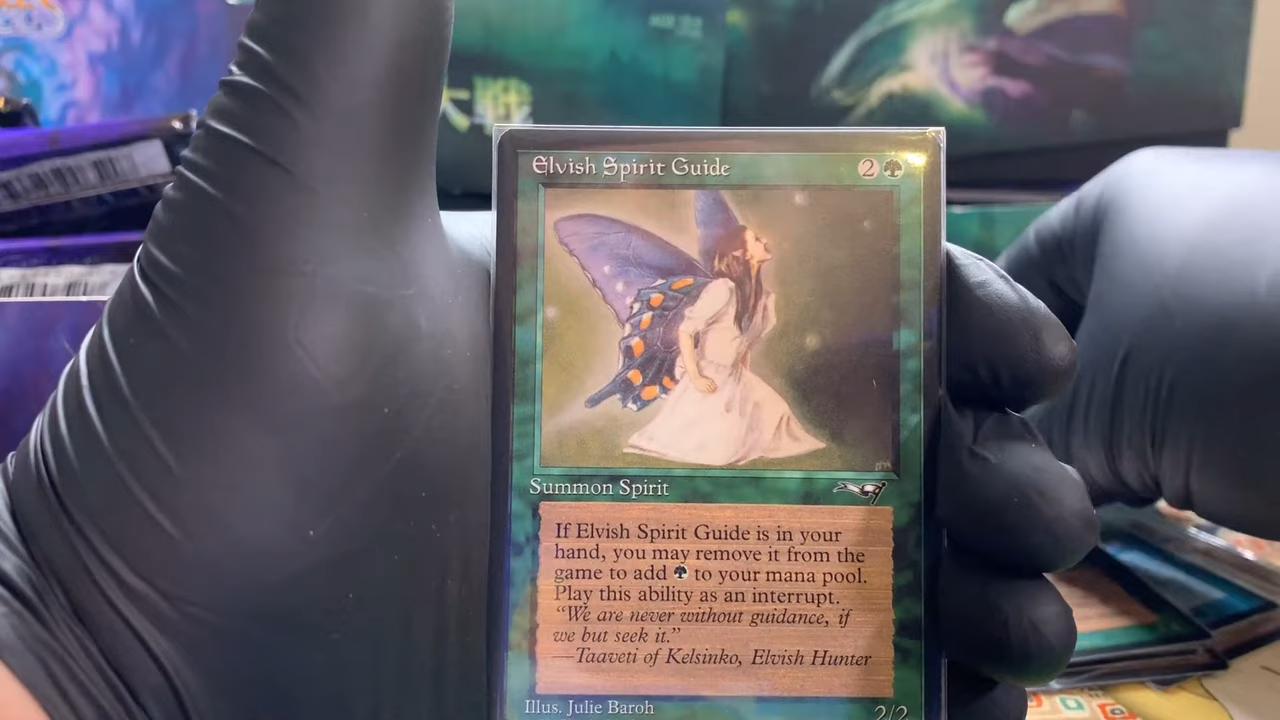 大戦
Elvish Spirit Guide
2
Summon Spirit
If Elvish Spirit Guide is in your
hand, you may remove it from the
game to add to your mana pool.
Play this ability as an interrupt.
“We are never without guidance, if
we but seek it.”
—Taaveti of Kelsinko, Elvish Hunter
Illus. Julie Baroh
2/2